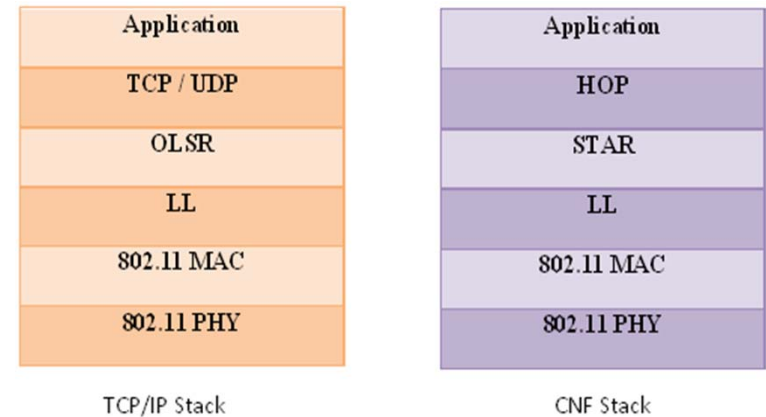 Application
TCP / UDP
OLSR
LL
802.11 MAC
802.11 PHY
TCP/IP Stack
Application
HOP
STAR
LL
802.11 MAC
802.11 PHY
CNF Stack